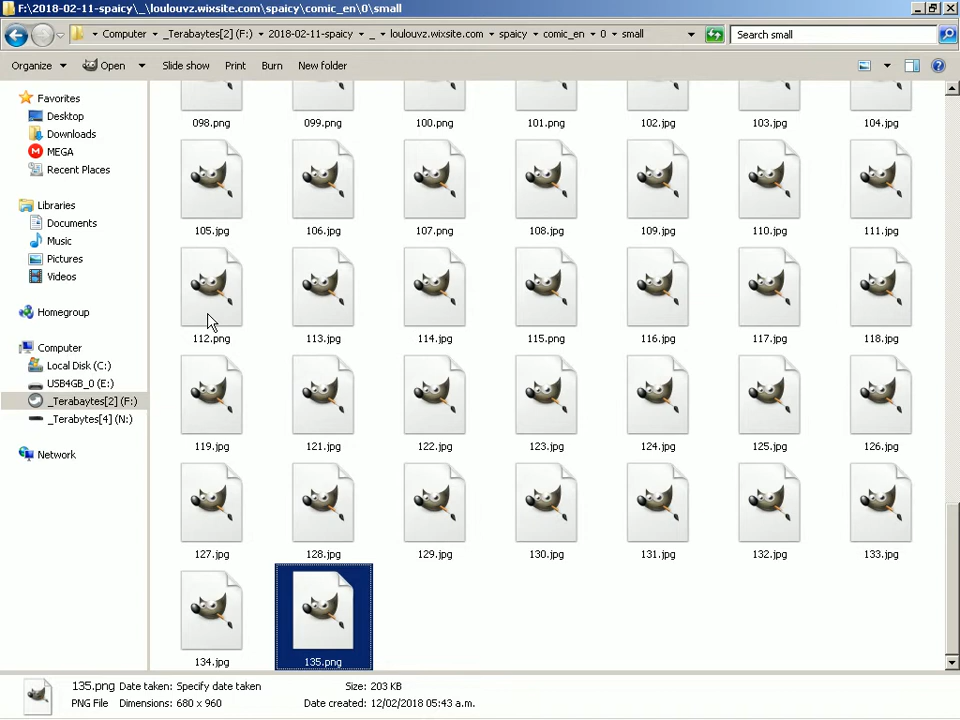 F:\2018-02-11-spaicy\_\loulouvz.wixsite.com\spaicy\comic_en\0\small
Computer _Terabaytes[2] (F:) 2018-02-11-spaicy _ loulouvz.wixsite.com spaicy comic_en 0 small Search small
Organize Open Slide show Print Burn New folder
Favorites
Desktop
Downloads
MEGA
Recent Places
Libraries
Documents
Music
Pictures
Videos
Homegroup
Computer
Local Disk (C:)
USB4GB_0 (E:)
_Terabaytes[2] (F:)
_Terabytes[4] (N:)
Network
098.png 099.png 100.png 101.png 102.jpg 103.jpg 104.jpg
105.jpg 106.jpg 107.png 108.jpg 109.jpg 110.jpg 111.jpg
112.png 113.jpg 114.jpg 115.png 116.jpg 117.jpg 118.jpg
119.jpg 121.jpg 122.jpg 123.jpg 124.jpg 125.jpg 126.jpg
127.jpg 128.jpg 129.jpg 130.jpg 131.jpg 132.jpg 133.jpg
134.jpg 135.png
135.png Date taken: Specify date taken Size: 203 KB
PNG File Dimensions: 680 x 960 Date created: 12/02/2018 05:43 a.m.